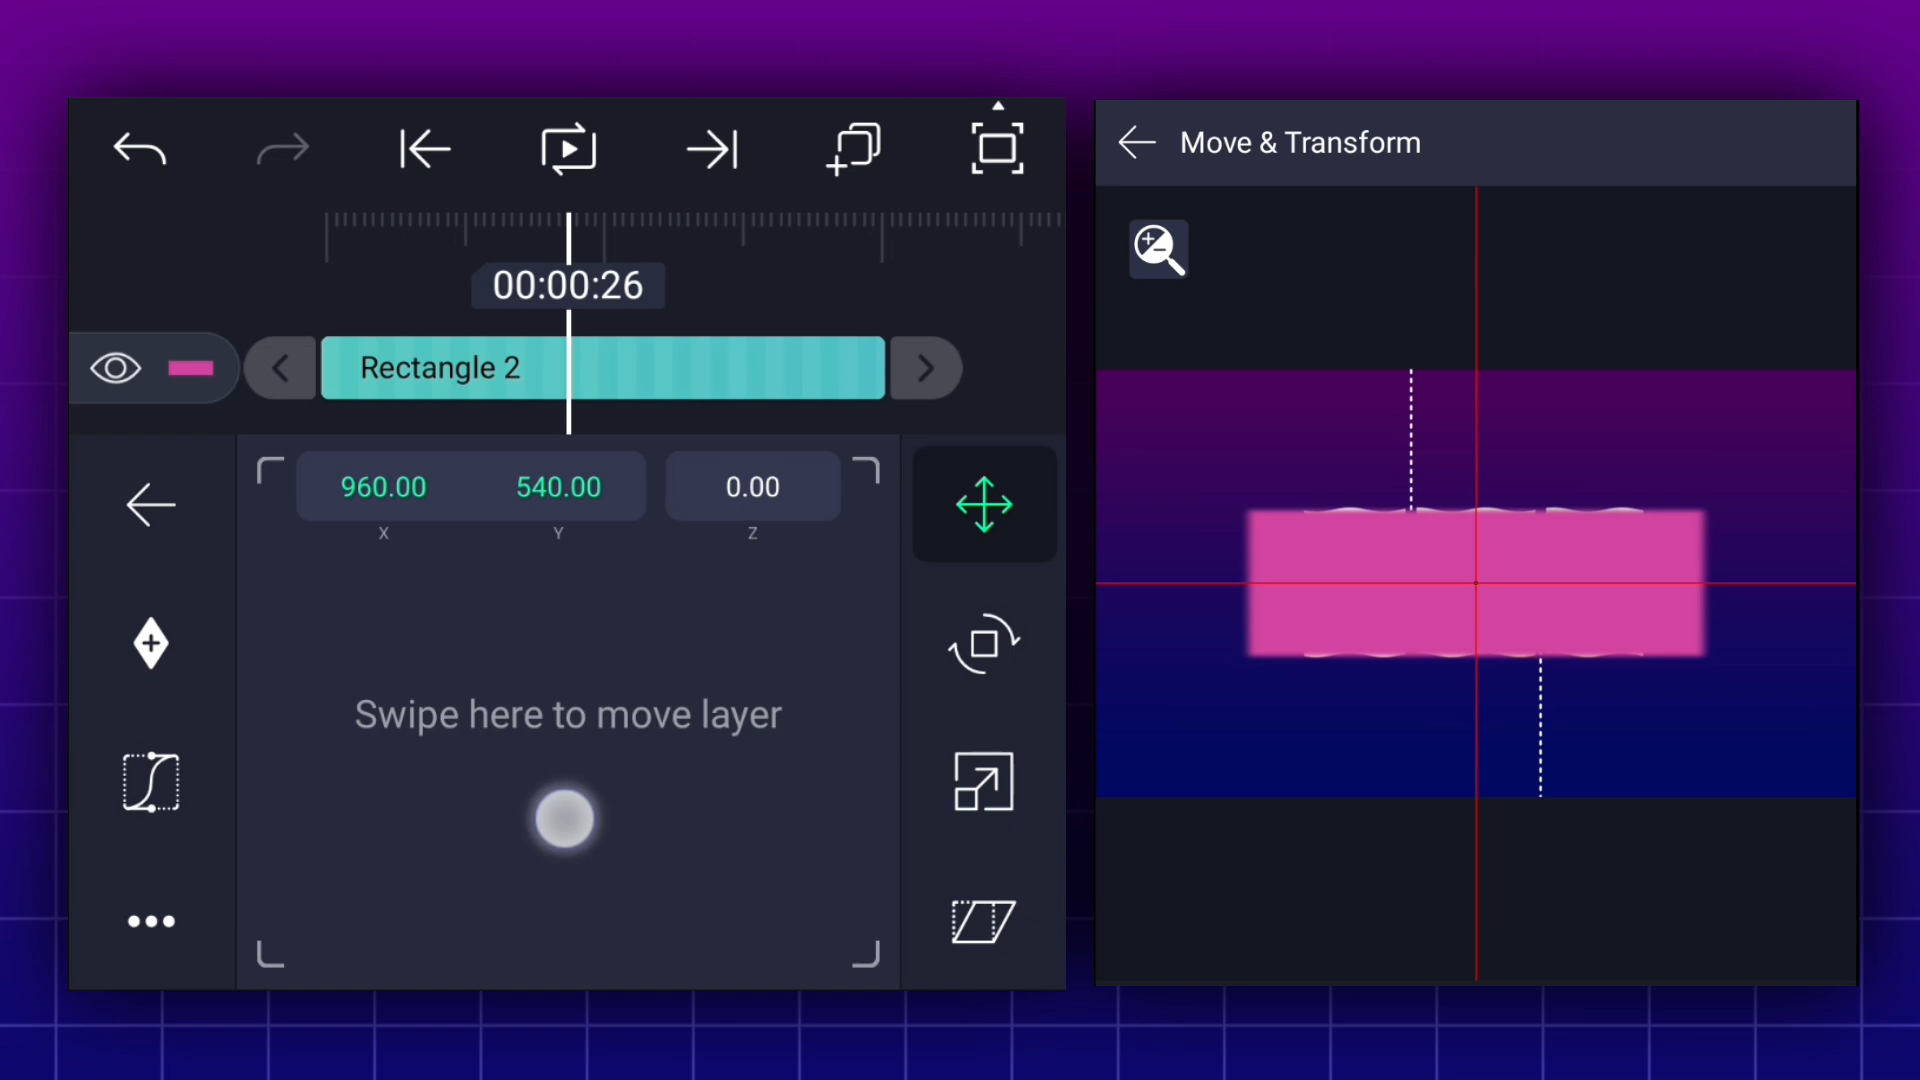 00:00:26
Rectangle 2
960.00 540.00 0.00
X Y Z
Swipe here to move layer
Move & Transform